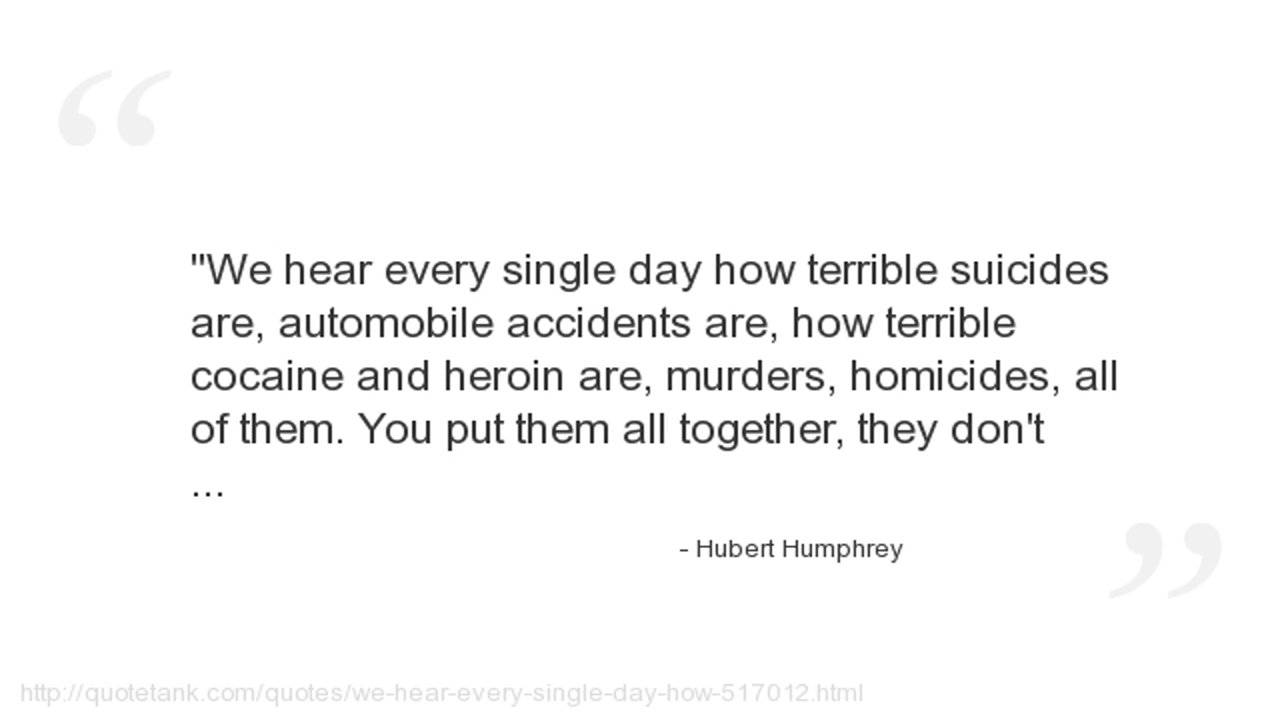 "We hear every single day how terrible suicides
are, automobile accidents are, how terrible
cocaine and heroin are, murders, homicides, all
of them. You put them all together, they don't
...
- Hubert Humphrey
http://quotetank.com/quotes/we-hear-every-single-day-how-517012.html